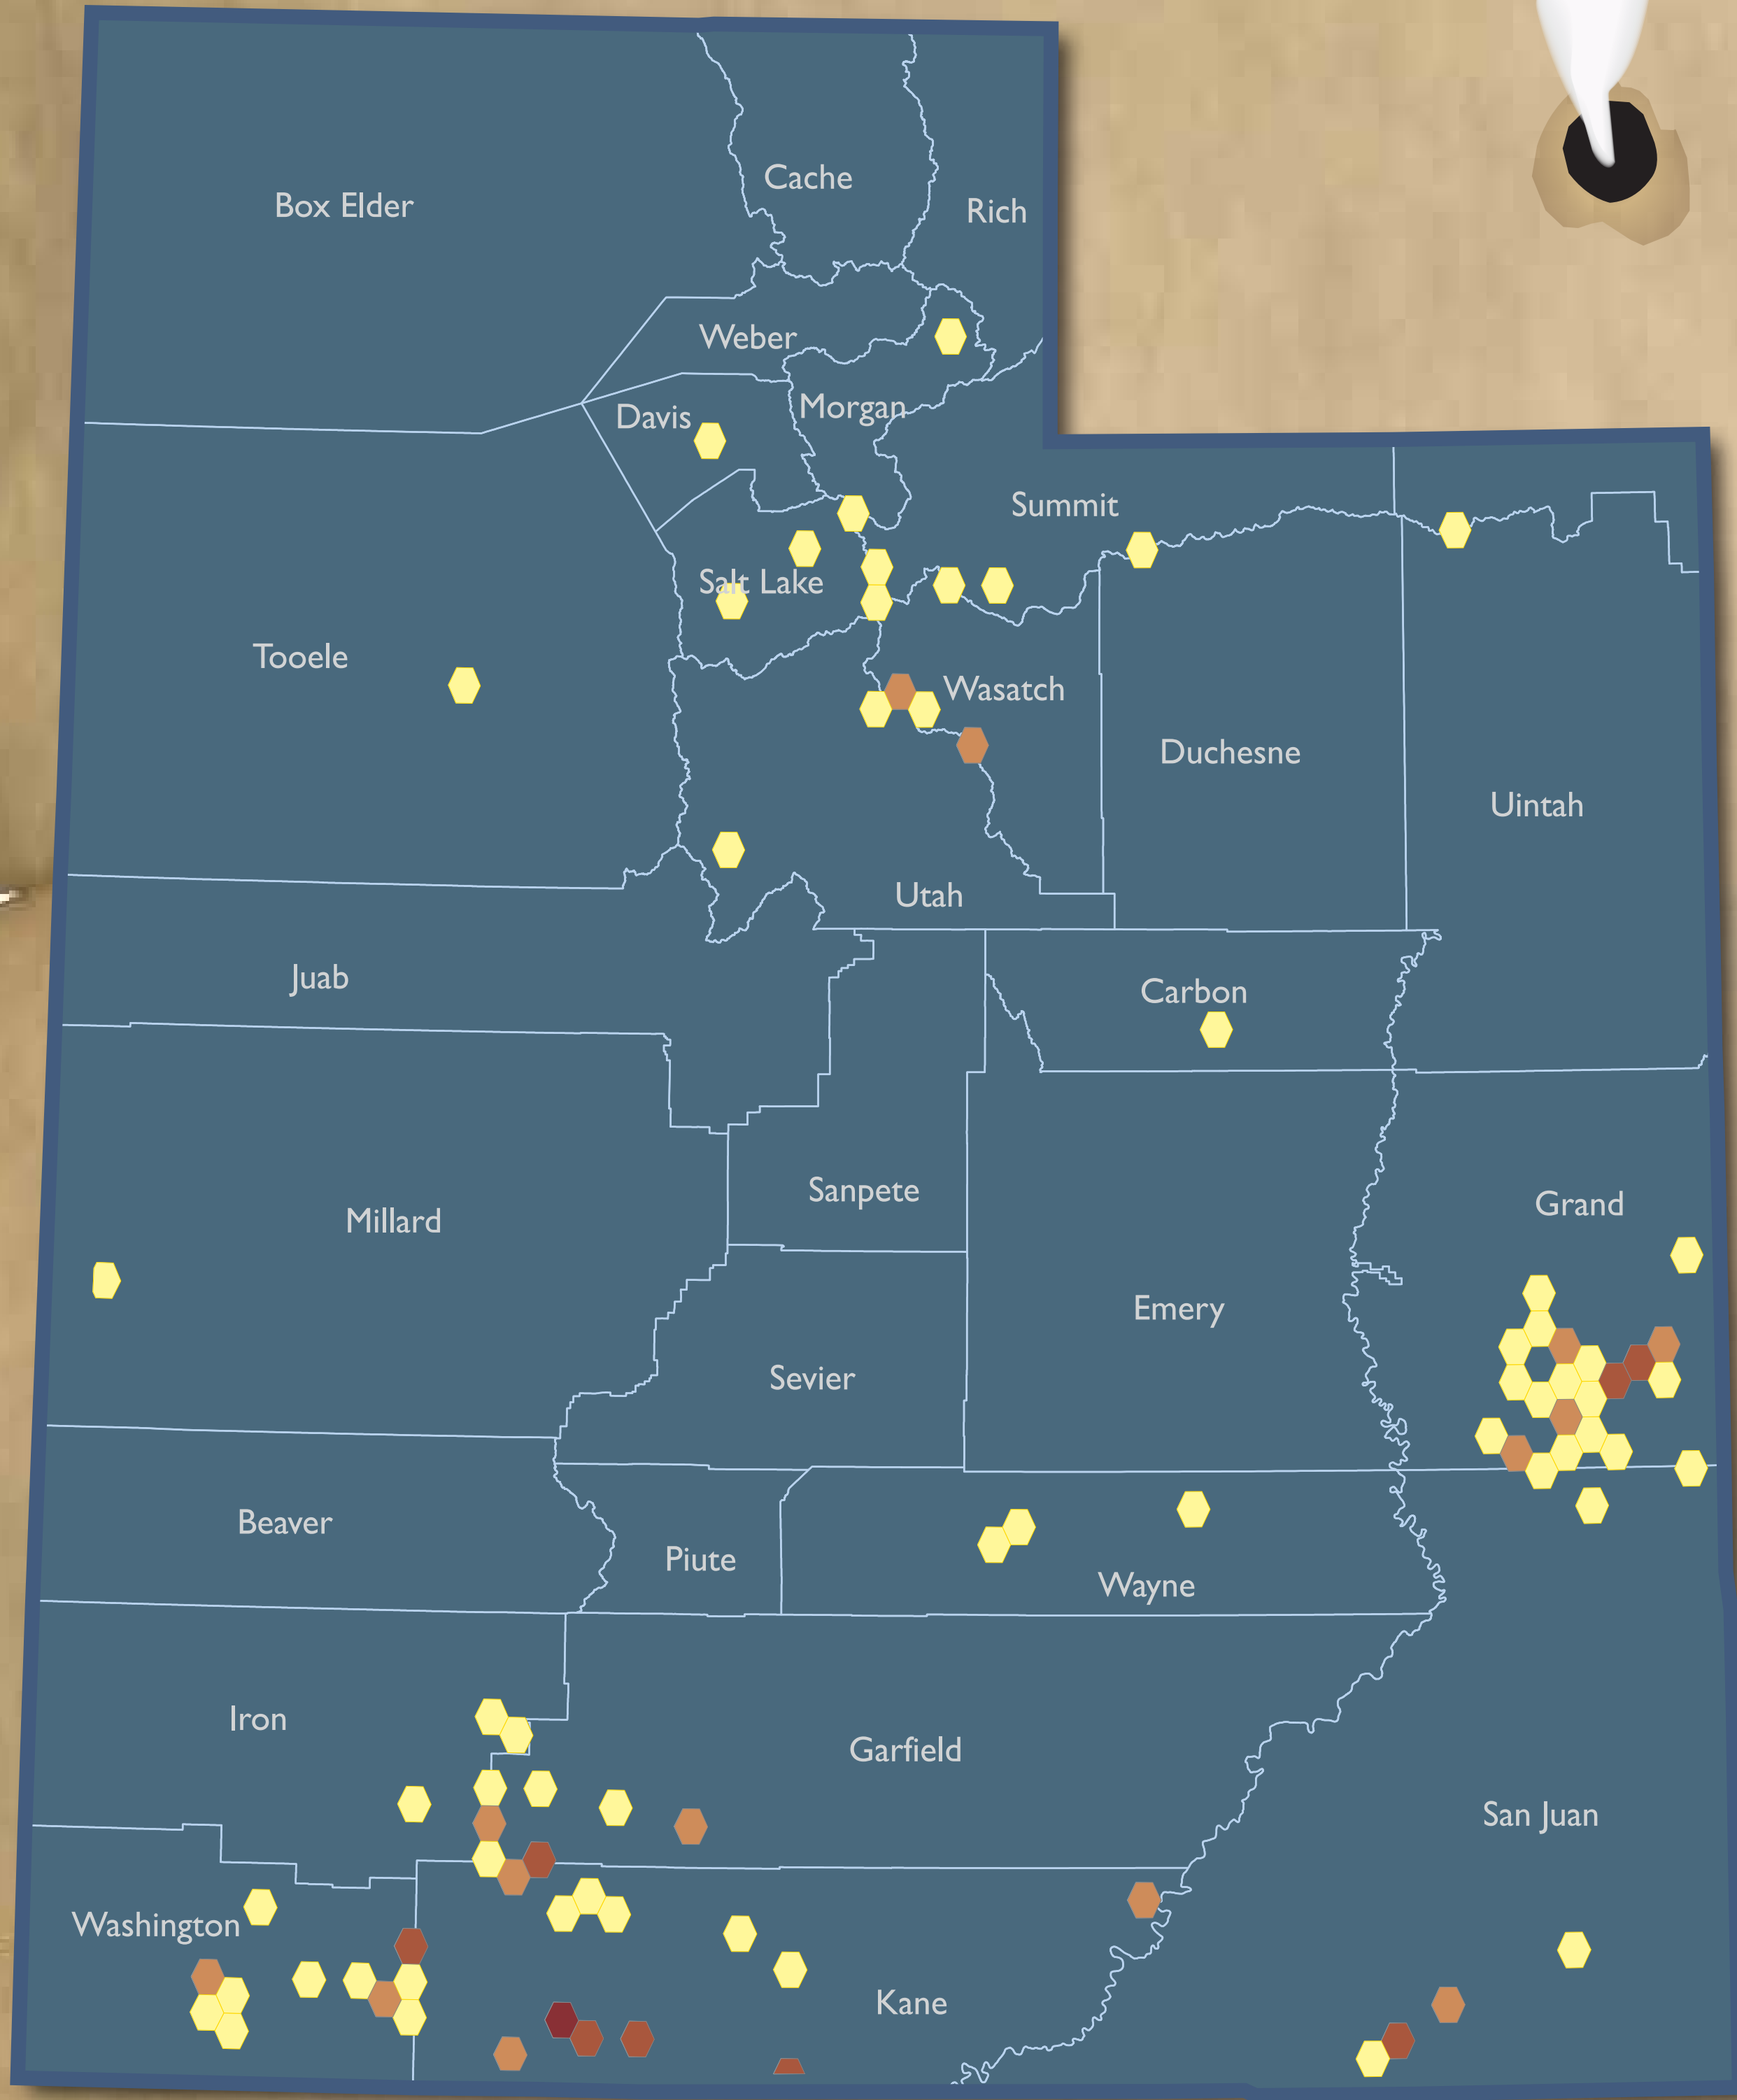 Cache
Box Elder
Rich
Weber
Morgan
Davis
Summit
Salt Lake
Tooele
Wasatch
Duchesne
Uintah
Utah
Juab
Carbon
Sanpete
Grand
Millard
Emery
Sevier
Beaver
Piute
Wayne
Iron
Garfield
San Juan
Washington
Kane